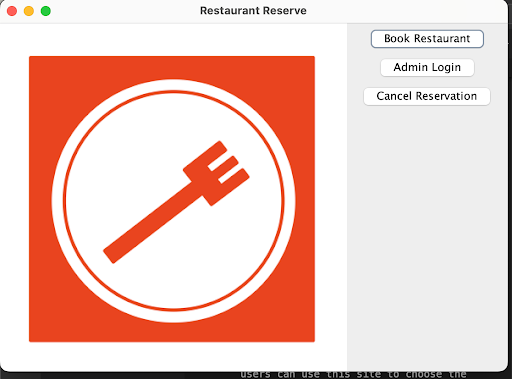 Restaurant Reserve
Book Restaurant
Admin Login
Cancel Reservation
users can use this site to choose the